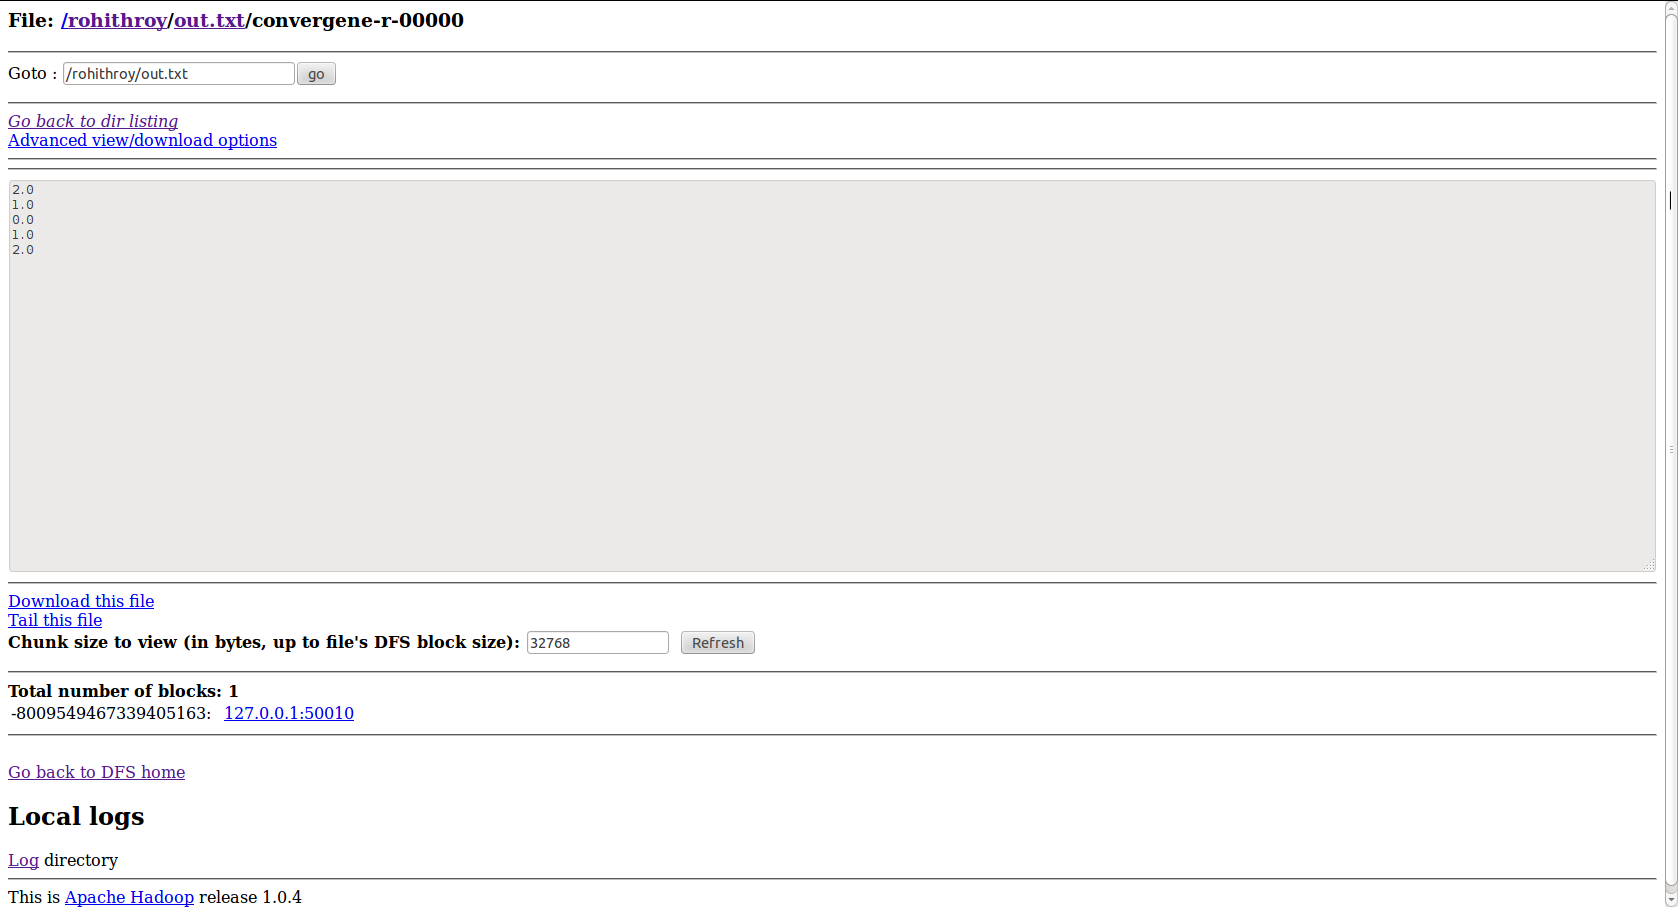 File: /rohithroy/out.txt/convergene-r-00000
Goto : /rohithroy/out.txt go
Go back to dir listing
Advanced view/download options
2.0
1.0
0.0
1.0
2.0
Download this file
Tail this file
Chunk size to view (in bytes, up to file's DFS block size): 32768 Refresh
Total number of blocks: 1
-8009549467339405163: 127.0.0.1:50010
Go back to DFS home
Local logs
Log directory
This is Apache Hadoop release 1.0.4